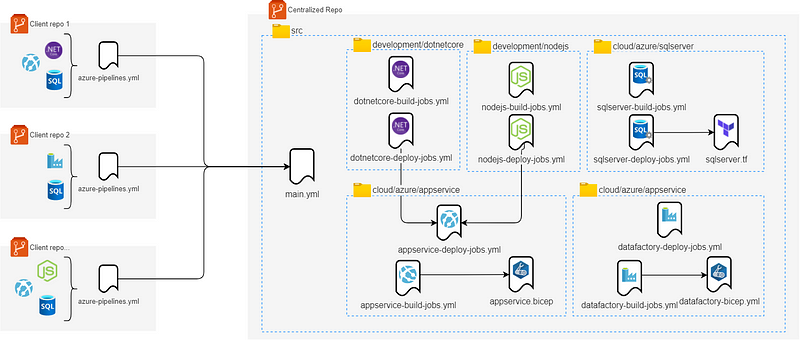 Client repo 1
.NET
CORE
SQL
azure-pipelines.yml
Client repo 2
SQL
azure-pipelines.yml
Client repo...
JS
SQL
azure-pipelines.yml
main.yml
Centralized Repo
src
development/dotnetcore
.NET
CORE
dotnetcore-build-jobs.yml
.NET
CORE
dotnetcore-deploy-jobs.yml
development/nodejs
JS
nodejs-build-jobs.yml
JS
nodejs-deploy-jobs.yml
cloud/azure/sqlserver
SQL
sqlserver-build-jobs.yml
SQL
sqlserver-deploy-jobs.yml
sqlserver.tf
cloud/azure/appservice
appservice-deploy-jobs.yml
appservice-build-jobs.yml
appservice.bicep
cloud/azure/appservice
datafactory-deploy-jobs.yml
datafactory-build-jobs.yml
datafactory-bicep.yml